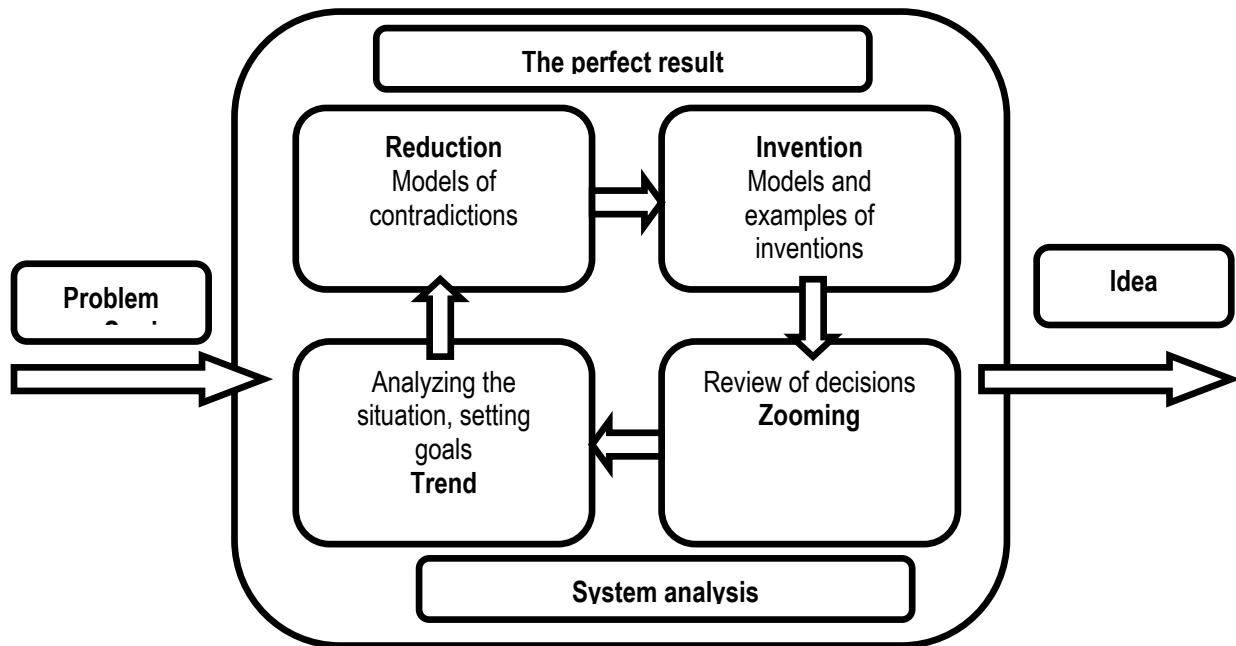 The perfect result
Reduction
Models of
contradictions
Invention
Models and
examples of
inventions
Problem
Idea
Analyzing the
situation, setting
goals
Trend
Review of decisions
Zooming
System analysis